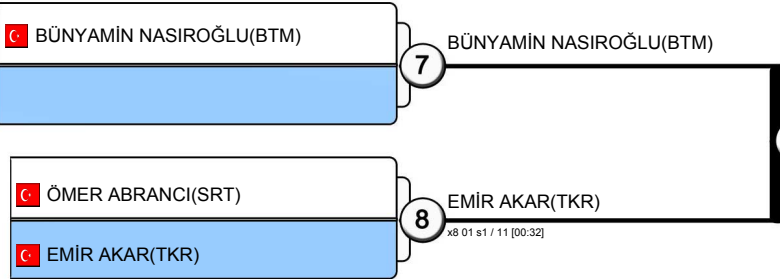 BÜNYAMİN NASIROĞLU(BTM)
7
BÜNYAMİN NASIROĞLU(BTM)
ÖMER ABRANCI(SRT)
8
EMİR AKAR(TKR)
x8 01 s1 / 11 [00:32]
EMİR AKAR(TKR)